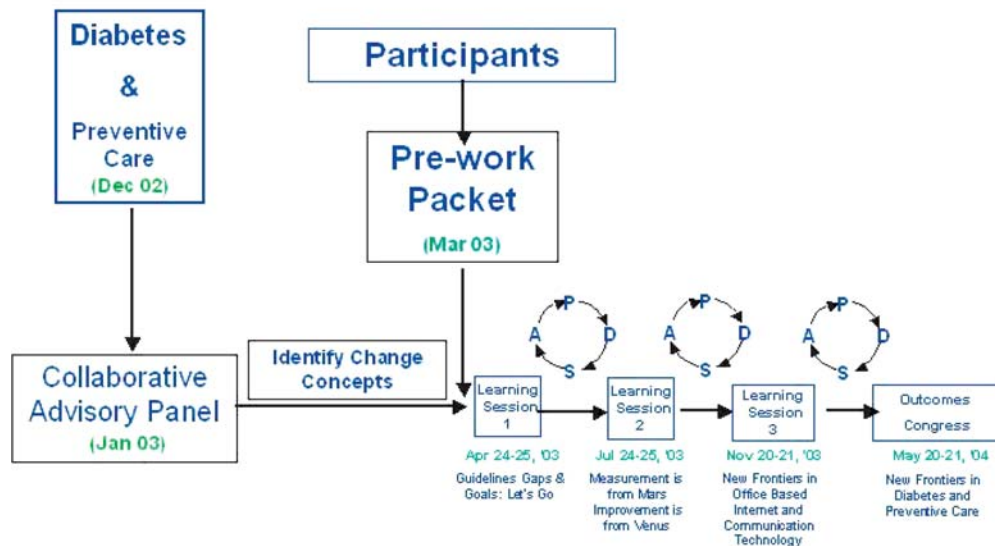 Diabetes
&
Preventive
Care
(Dec 02)
Participants
Pre-work
Packet
(Mar 03)
Collaborative
Advisory Panel
(Jan 03)
Identify Change
Concepts
P
D
S
A
P
D
S
A
P
D
S
A
Learning
Session
1
Apr 24-25, '03
Guidelines Gaps &
Goals: Let's Go
Learning
Session
2
Jul 24-25, '03
Measurement is
from Mars
Improvement is
from Venus
Learning
Session
3
Nov 20-21, '03
New Frontiers in
Office Based
Internet and
Communication
Technology
Outcomes
Congress
May 20-21, '04
New Frontiers in
Diabetes and
Preventive Care